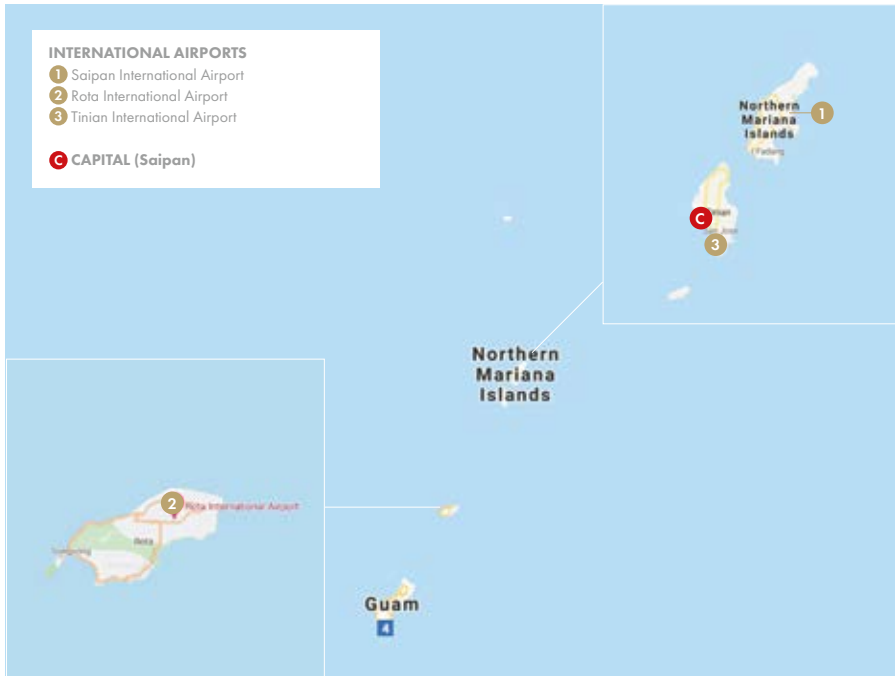 INTERNATIONAL AIRPORTS
1 Saipan International Airport
2 Rota International Airport
3 Tinian International Airport
C CAPITAL (Saipan)
Northern
Mariana
Islands
1
C
3
Northern
Mariana
Islands
2
Rota International Airport
Rota
Guam
4